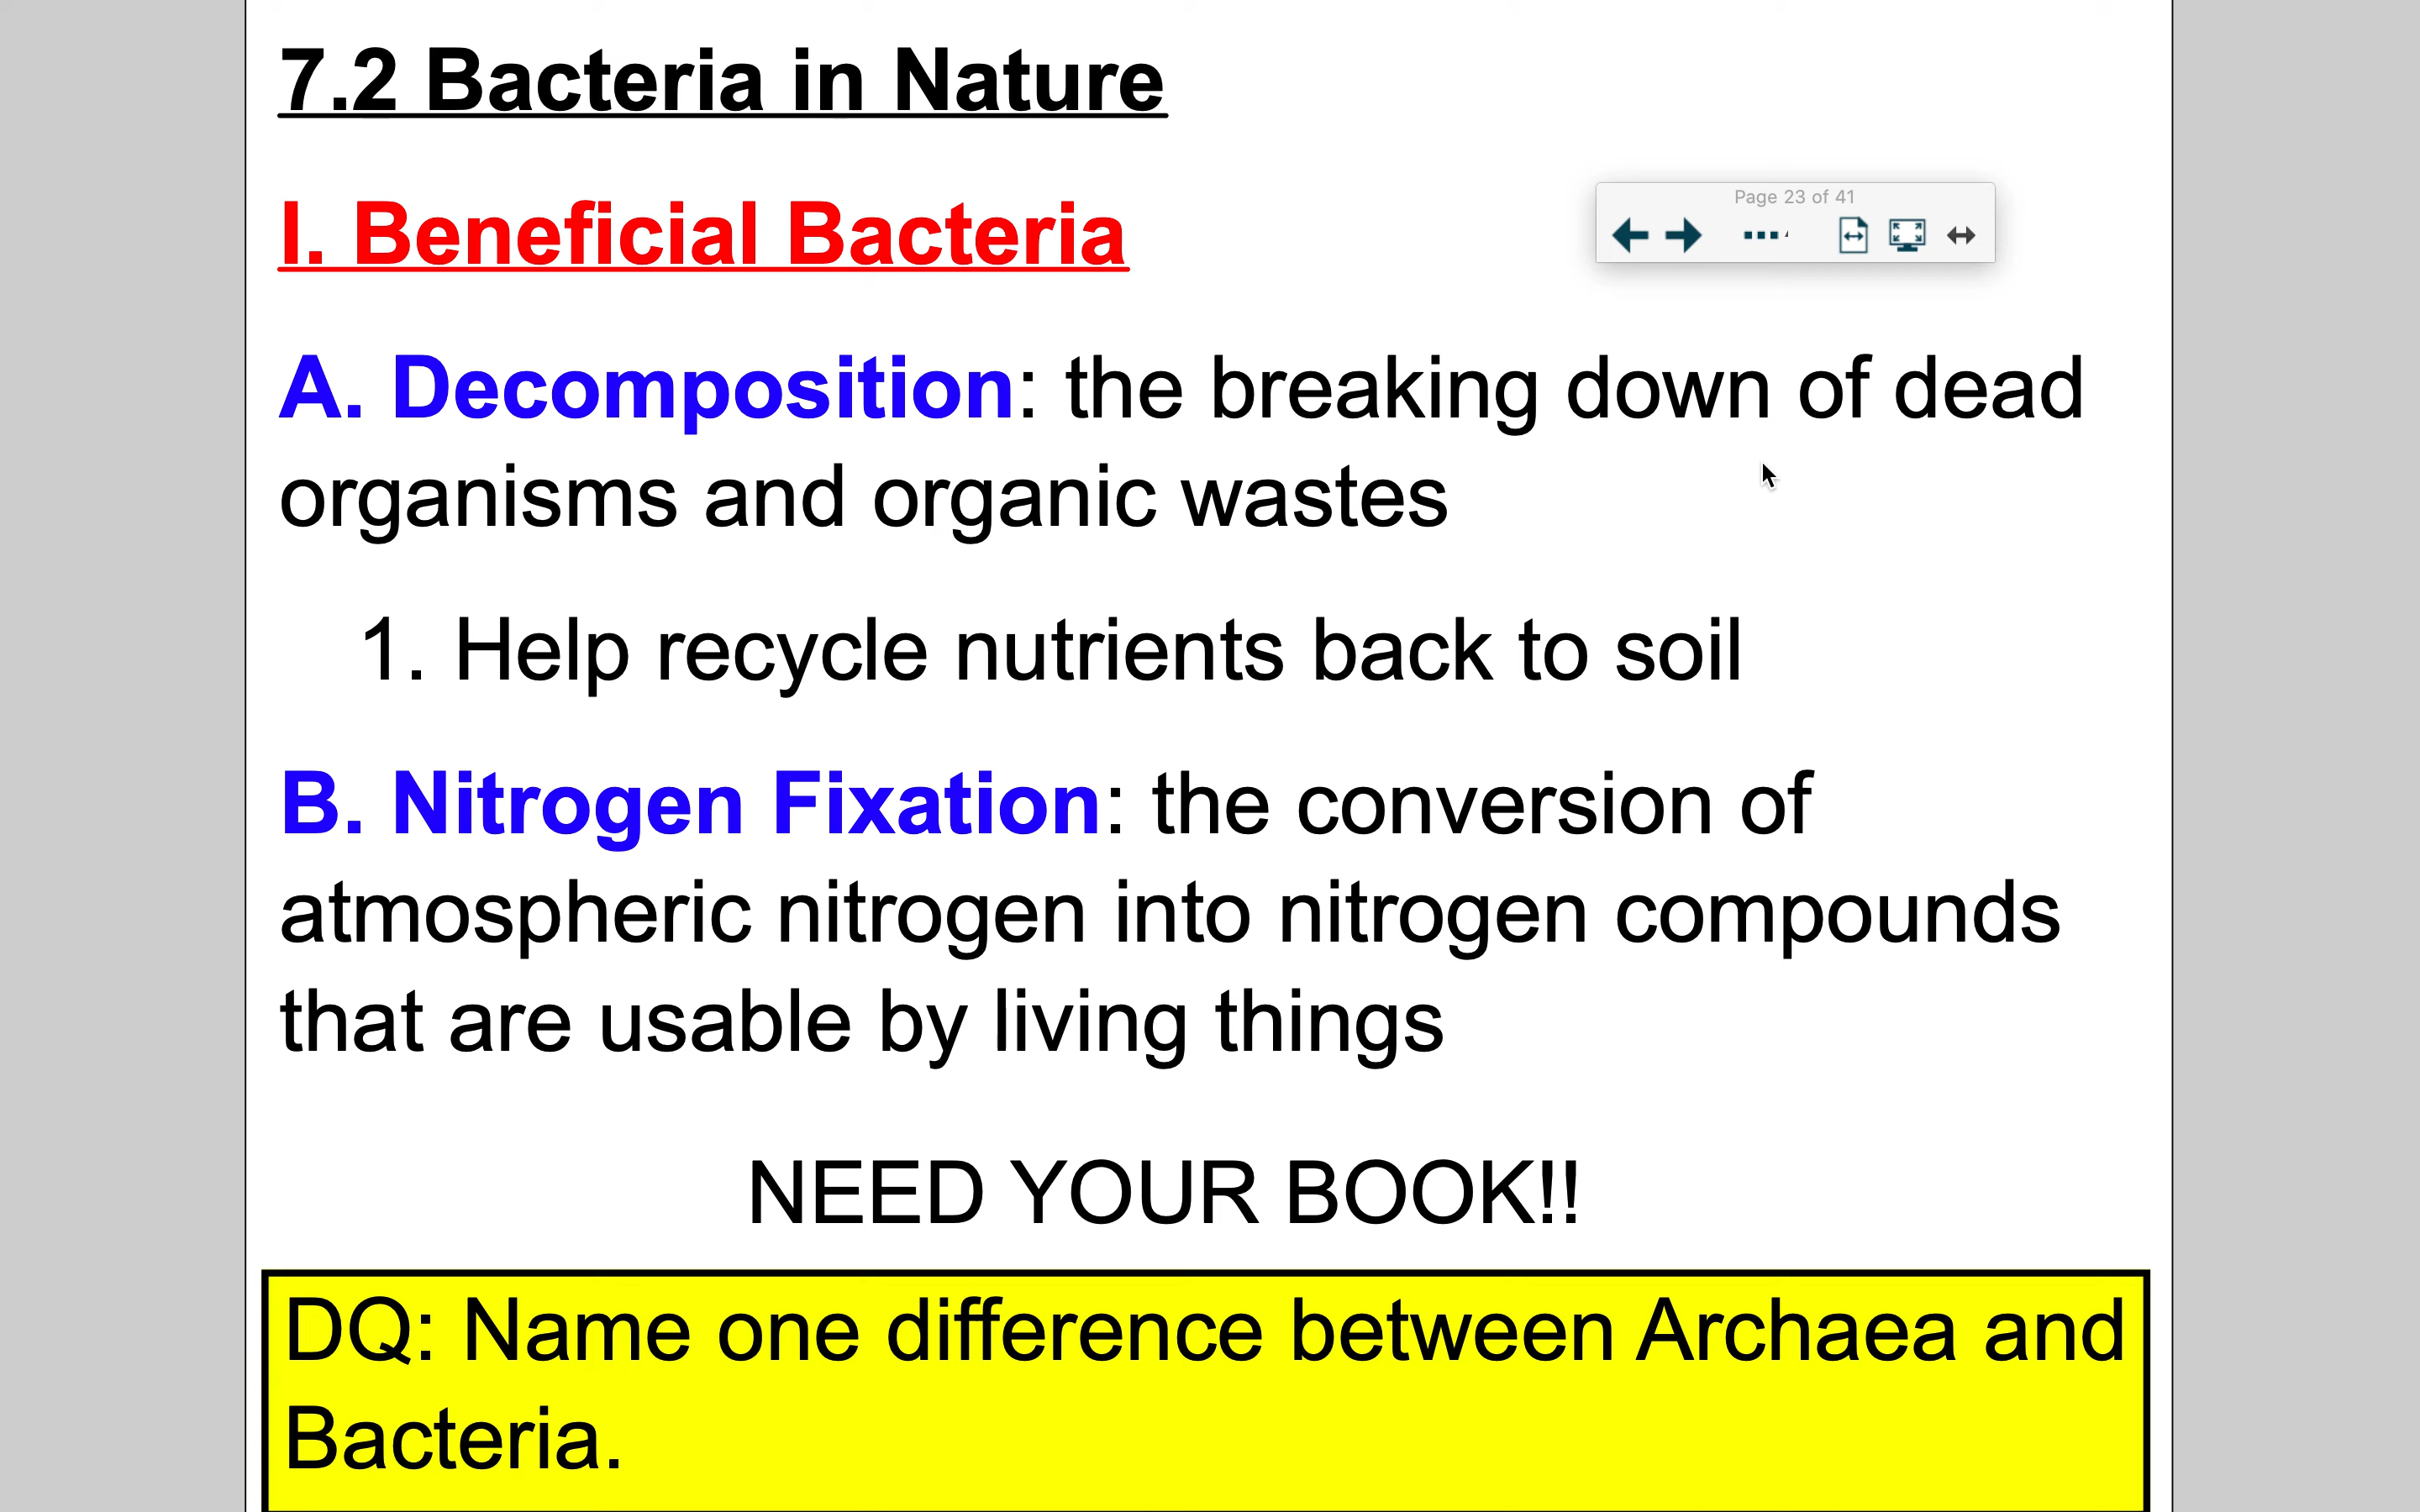 7.2 Bacteria in Nature
I. Beneficial Bacteria
Page 23 of 41
A. Decomposition: the breaking down of dead
organisms and organic wastes
1. Help recycle nutrients back to soil
B. Nitrogen Fixation: the conversion of
atmospheric nitrogen into nitrogen compounds
that are usable by living things
NEED YOUR BOOK!!
DQ: Name one difference between Archaea and
Bacteria.